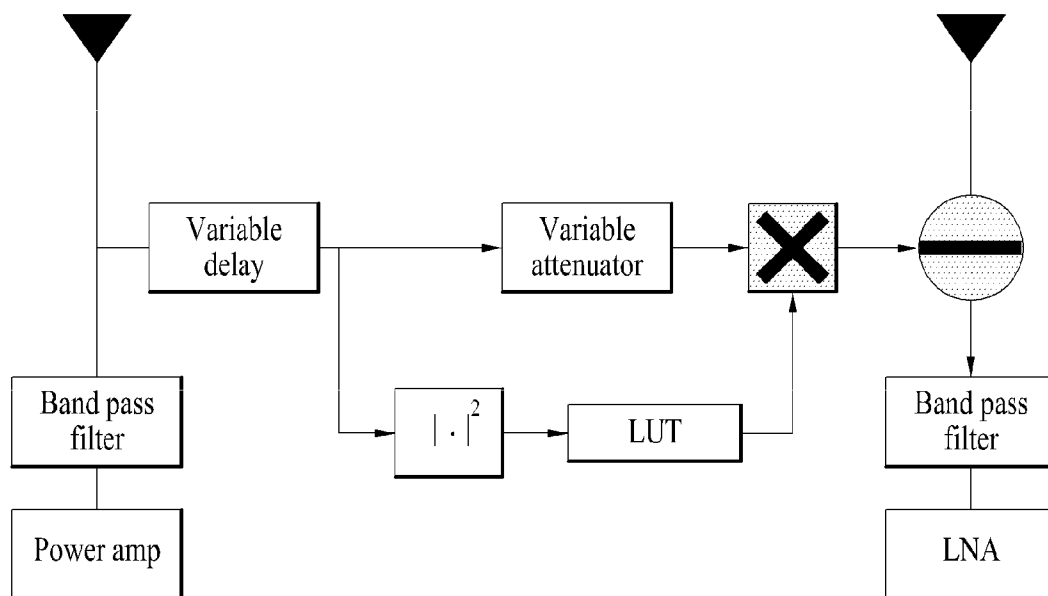 Variable
delay
Variable
attenuator
Band pass
filter
| · |²
LUT
Band pass
filter
Power amp
LNA